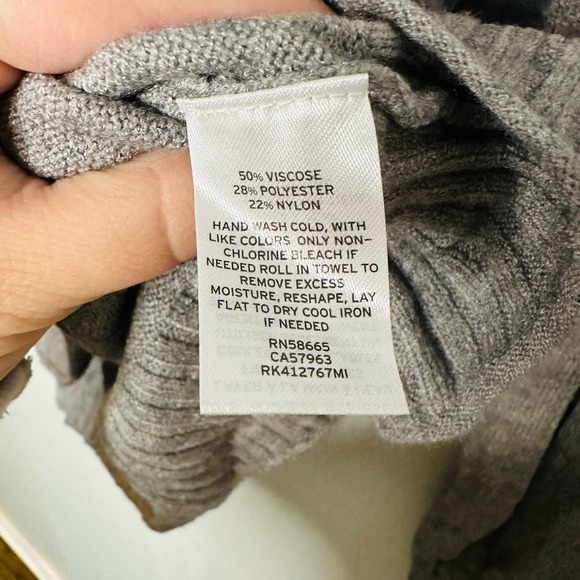 50% VISCOSE
28% POLYESTER
22% NYLON
HAND WASH COLD, WITH
LIKE COLORS ONLY NON-
CHLORINE BLEACH IF
NEEDED ROLL IN TOWEL TO
REMOVE EXCESS
MOISTURE, RESHAPE, LAY
FLAT TO DRY COOL IRON
IF NEEDED
RN58665
CA57963
RK412767MI